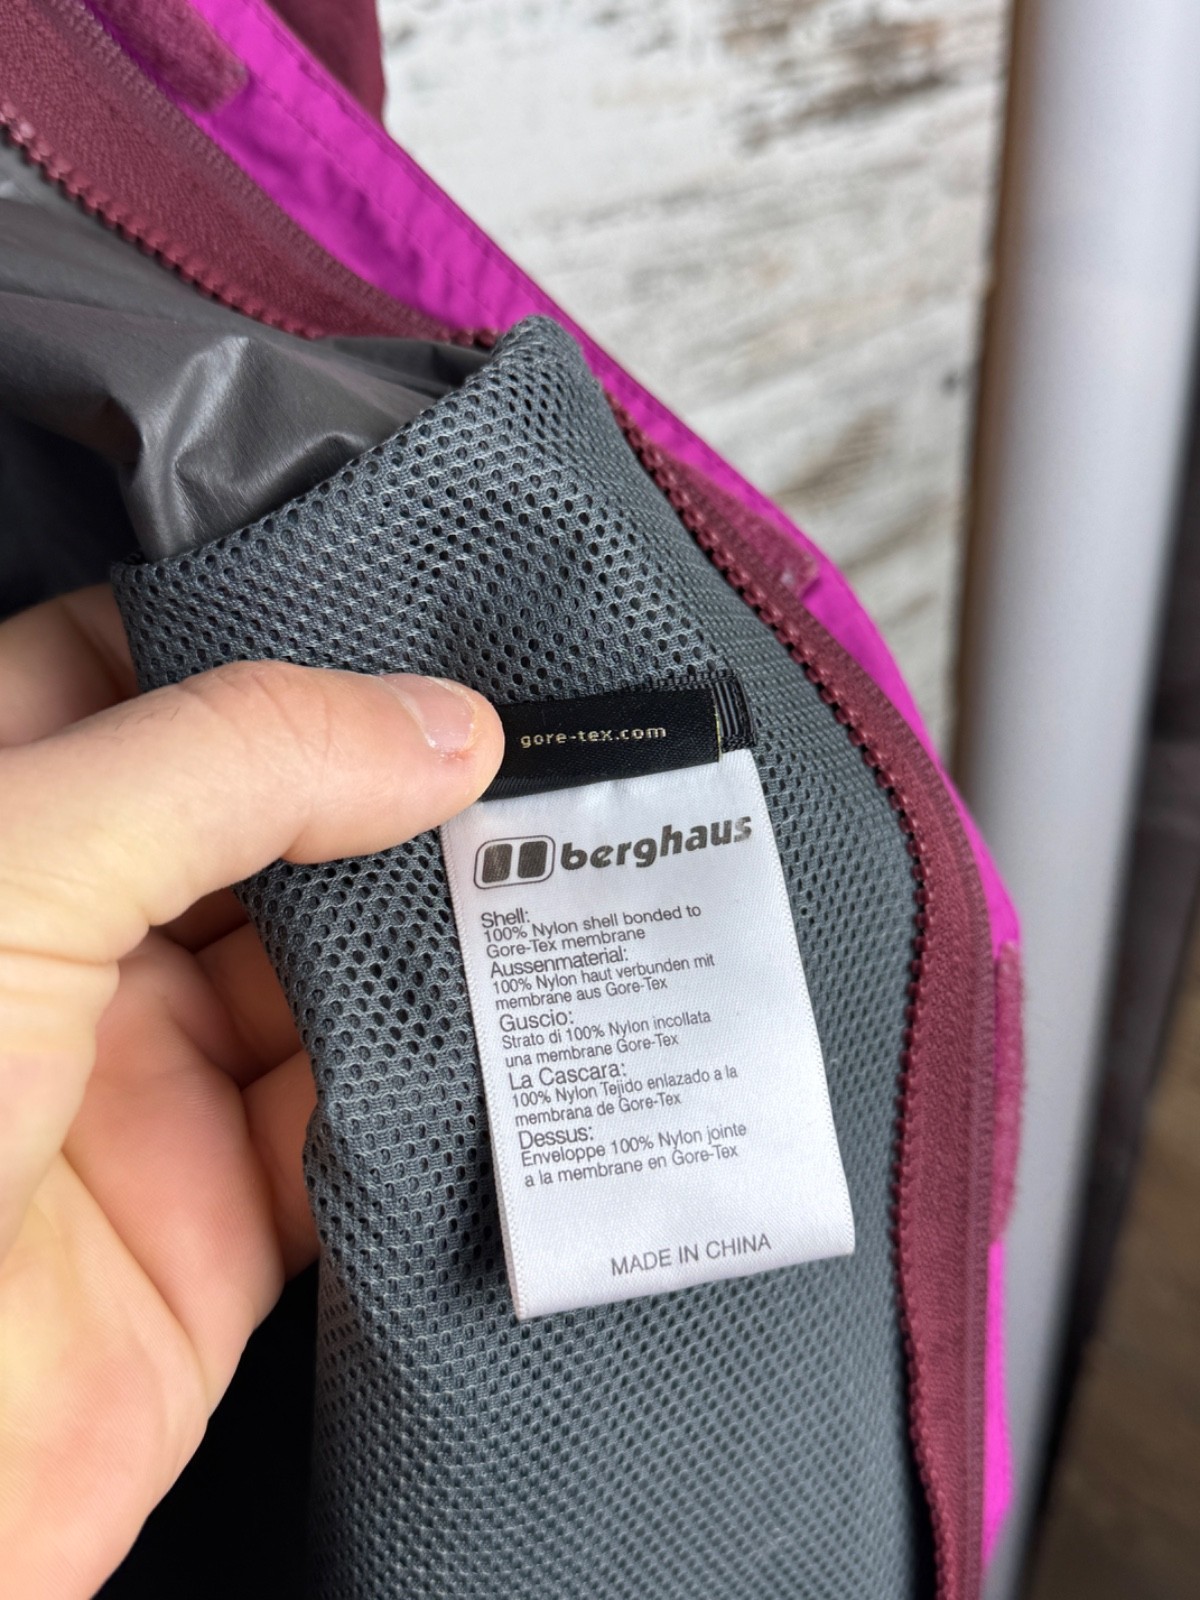 gore-tex.com
berghaus
Shell:
100% Nylon shell bonded to
Gore-Tex membrane
Aussenmaterial:
100% Nylon haut verbunden mit
membrane aus Gore-Tex
Guscio:
Strato di 100% Nylon incollata
una membrane Gore-Tex
La Cascara:
100% Nylon Tejido enlazado a la
membrana de Gore-Tex
Dessus:
Enveloppe 100% Nylon jointe
a la membrane en Gore-Tex
MADE IN CHINA